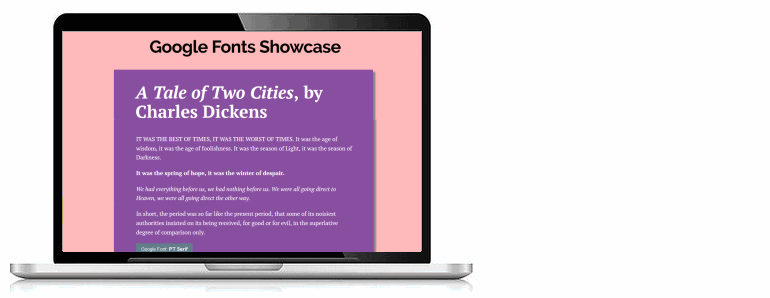 Google Fonts Showcase
A Tale of Two Cities, by
Charles Dickens
IT WAS THE BEST OF TIMES, IT WAS THE WORST OF TIMES. It was the age of
wisdom, it was the age of foolishness. It was the season of Light, it was the season of
Darkness.
It was the spring of hope, it was the winter of despair.
We had everything before us, we had nothing before us. We were all going direct to
Heaven, we were all going direct the other way.
In short, the period was so far like the present period, that some of its noisiest
authorities insisted on its being received, for good or for evil, in the superlative
degree of comparison only.
Google Font: PT Serif